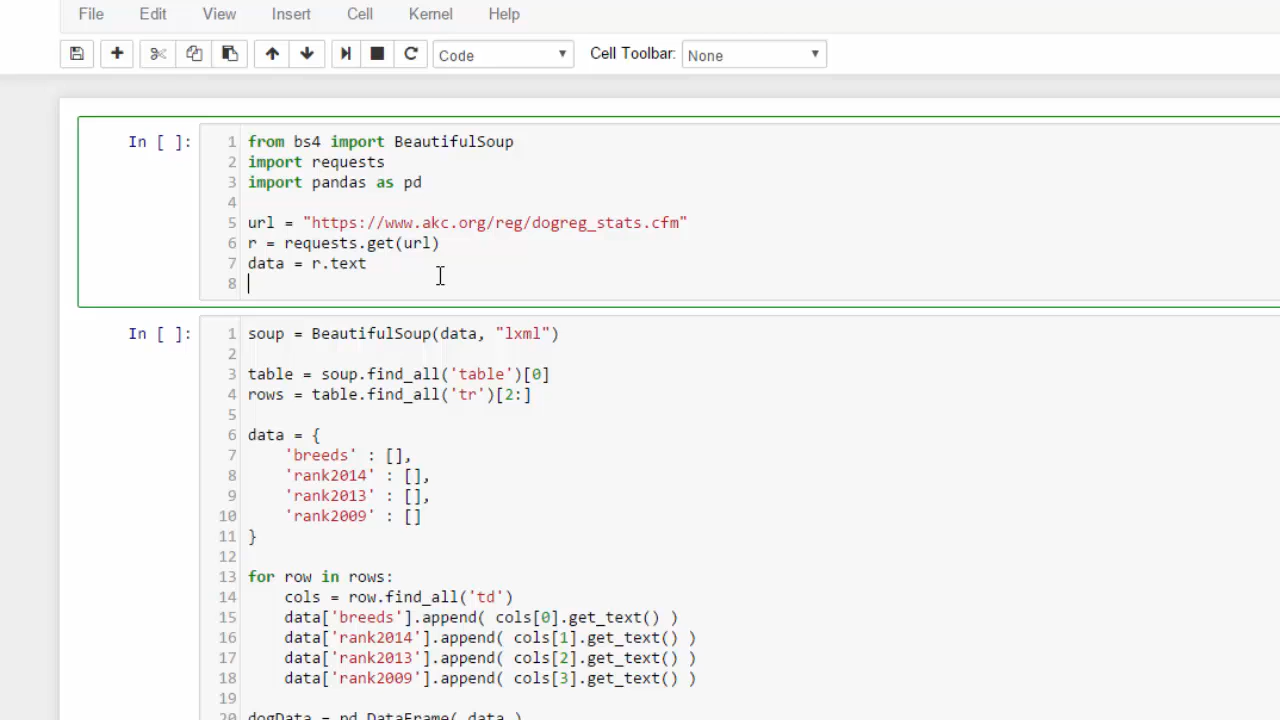 File Edit View Insert Cell Kernel Help
Code Cell Toolbar: None
In [ ]:
1 from bs4 import BeautifulSoup
2 import requests
3 import pandas as pd
4
5 url = "https://www.akc.org/reg/dogreg_stats.cfm"
6 r = requests.get(url)
7 data = r.text
8
In [ ]:
1 soup = BeautifulSoup(data, "lxml")
2
3 table = soup.find_all('table')[0]
4 rows = table.find_all('tr')[2:]
5
6 data = {
7     'breeds' : [],
8     'rank2014' : [],
9     'rank2013' : [],
10     'rank2009' : []
11 }
12
13 for row in rows:
14     cols = row.find_all('td')
15     data['breeds'].append( cols[0].get_text() )
16     data['rank2014'].append( cols[1].get_text() )
17     data['rank2013'].append( cols[2].get_text() )
18     data['rank2009'].append( cols[3].get_text() )
19
20 dogData = pd.DataFrame( data )